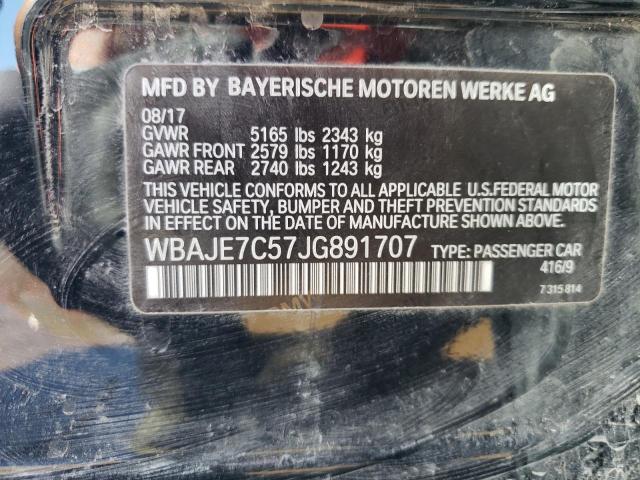 MFD BY BAYERISCHE MOTOREN WERKE AG
08/17
GVWR 5165 lbs 2343 kg
GAWR FRONT 2579 lbs 1170 kg
GAWR REAR 2740 lbs 1243 kg
THIS VEHICLE CONFORMS TO ALL APPLICABLE U.S.FEDERAL MOTOR
VEHICLE SAFETY, BUMPER AND THEFT PREVENTION STANDARDS
IN EFFECT ON THE DATE OF MANUFACTURE SHOWN ABOVE.
WBAJE7C57JG891707 TYPE: PASSENGER CAR
416/9
7 315 814